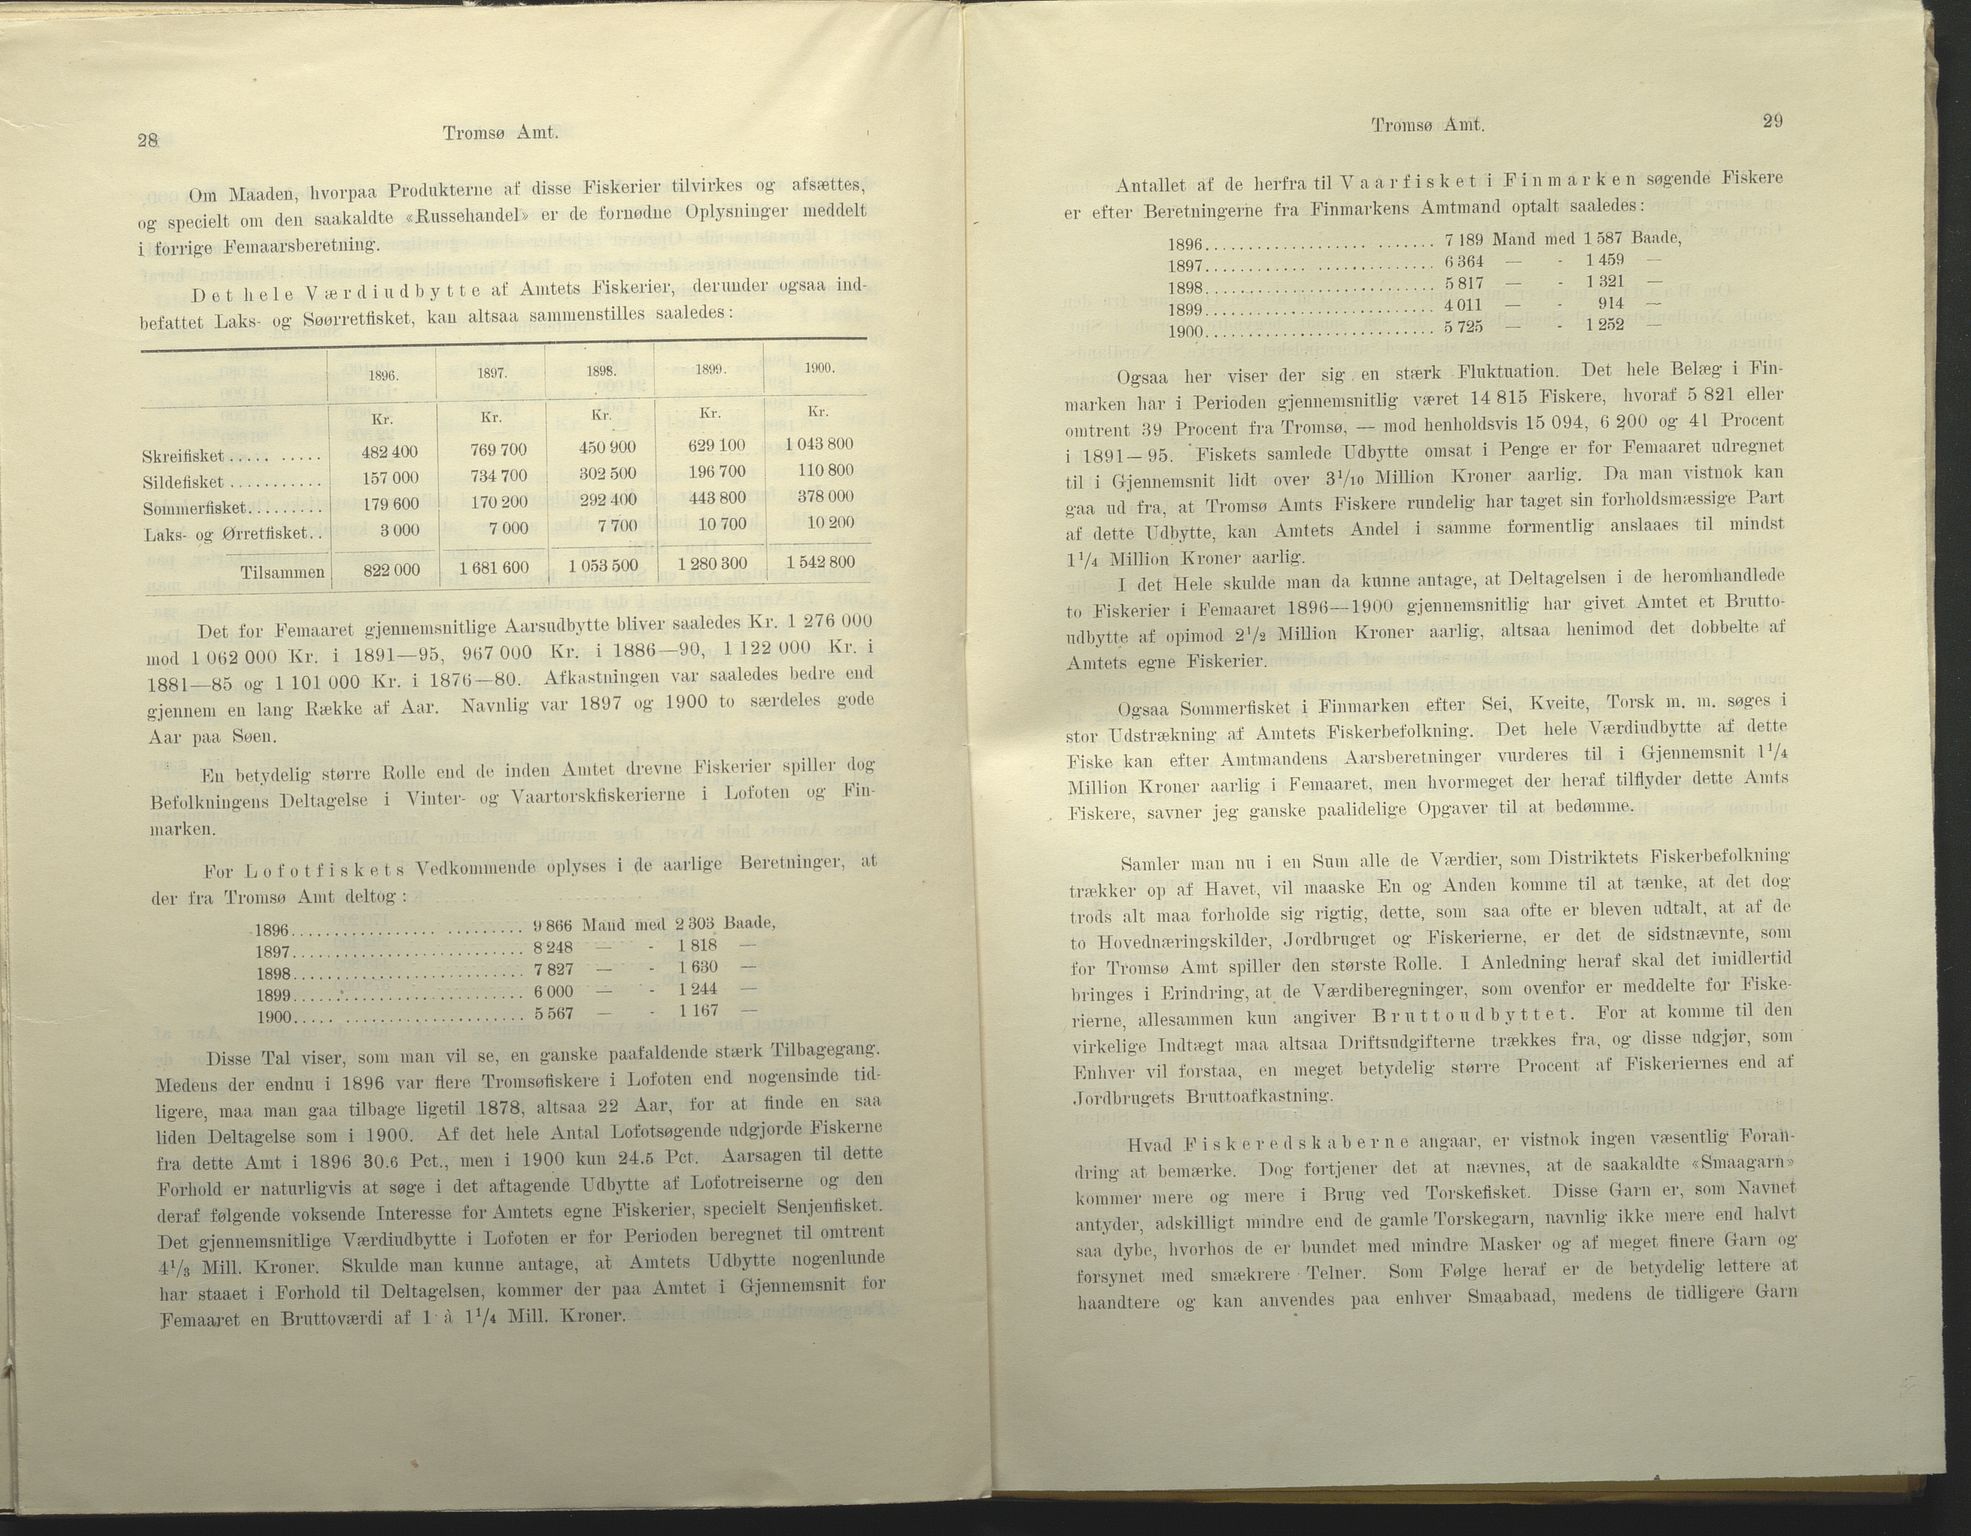 28
Tromsø Amt.
Om Maaden, hvorpaa Produkterne af disse Fiskerier tilvirkes og afsættes,
og specielt om den saakaldte «Russehandel» er de fornødne Oplysninger meddelt
i forrige Femaarsberetning.
Det hele Værdiudbytte af Amtets Fiskerier, derunder ogsaa ind-
befattet Laks- og Søørretfisket, kan altsaa sammenstilles saaledes:
1896. 1897. 1898. 1899. 1900.
Kr. Kr. Kr. Kr. Kr.
Skreifisket..... ..... 482 400 769 700 450 900 629 100 1 043 800
Sildefisket........... 157 000 734 700 302 500 196 700 110 800
Sommerfisket......... 179 600 170 200 292 400 443 800 378 000
Laks- og Ørretfisket.. 3 000 7 000 7 700 10 700 10 200
Tilsammen 822 000 1 681 600 1 053 500 1 280 300 1 542 800
Det for Femaaret gjennemsnitlige Aarsudbytte bliver saaledes Kr. 1 276 000
mod 1 062 000 Kr. i 1891—95, 967 000 Kr. i 1886—90, 1 122 000 Kr. i
1881—85 og 1 101 000 Kr. i 1876—80. Afkastningen var saaledes bedre end
gjennem en lang Række af Aar. Navnlig var 1897 og 1900 to særdeles gode
Aar paa Søen.
En betydelig større Rolle end de inden Amtet drevne Fiskerier spiller dog
Befolkningens Deltagelse i Vinter- og Vaartorskfiskerierne i Lofoten og Fin-
marken.
For Lofotfiskets Vedkommende oplyses i de aarlige Beretninger, at
der fra Tromsø Amt deltog:
1896................ ......... 9 866 Mand med 2 303 Baade,
1897........................... 8 248 — - 1 818 —
1898........................... 7 827 — - 1 630 —
1899........................... 6 000 — - 1 244 —
1900..... ..................... 5 567 — - 1 167 —
Disse Tal viser, som man vil se, en ganske paafaldende stærk Tilbagegang.
Medens der endnu i 1896 var flere Tromsøfiskere i Lofoten end nogensinde tid-
ligere, maa man gaa tilbage ligetil 1878, altsaa 22 Aar, for at finde en saa
liden Deltagelse som i 1900. Af det hele Antal Lofotsøgende udgjorde Fiskerne
fra dette Amt i 1896 30.6 Pct., men i 1900 kun 24.5 Pct. Aarsagen til dette
Forhold er naturligvis at søge i det aftagende Udbytte af Lofotreiserne og den
deraf følgende voksende Interesse for Amtets egne Fiskerier, specielt Senjenfisket.
Det gjennemsnitlige Værdiudbytte i Lofoten er for Perioden beregnet til omtrent
4 1/3 Mill. Kroner. Skulde man kunne antage, at Amtets Udbytte nogenlunde
har staaet i Forhold til Deltagelsen, kommer der paa Amtet i Gjennemsnit for
Femaaret en Bruttoværdi af 1 à 1 1/4 Mill. Kroner.
Tromsø Amt.
29
Antallet af de herfra til Vaarfisket i Finmarken søgende Fiskere
er efter Beretningerne fra Finmarkens Amtmand optalt saaledes:
1896................... ....... 7 189 Mand med 1 587 Baade,
1897............. ............. 6 364 — - 1 459 —
1898........................... 5 817 — - 1 321 —
1899........................... 4 011 — - 914 —
1900........................... 5 725 — - 1 252 —
Ogsaa her viser der sig en stærk Fluktuation. Det hele Belæg i Fin-
marken har i Perioden gjennemsnitlig været 14 815 Fiskere, hvoraf 5 821 eller
omtrent 39 Procent fra Tromsø, — mod henholdsvis 15 094, 6 200 og 41 Procent
i 1891—95. Fiskets samlede Udbytte omsat i Penge er for Femaaret udregnet
til i Gjennemsnit lidt over 3 1/10 Million Kroner aarlig. Da man vistnok kan
gaa ud fra, at Tromsø Amts Fiskere rundelig har taget sin forholdsmæssige Part
af dette Udbytte, kan Amtets Andel i samme formentlig anslaaes til mindst
1 1/4 Million Kroner aarlig.
I det Hele skulde man da kunne antage, at Deltagelsen i de heromhandlede
to Fiskerier i Femaaret 1896—1900 gjennemsnitlig har givet Amtet et Brutto-
udbytte af opimod 2 1/2 Million Kroner aarlig, altsaa henimod det dobbelte af
Amtets egne Fiskerier.
Ogsaa Sommerfisket i Finmarken efter Sei, Kveite, Torsk m. m. søges i
stor Udstrækning af Amtets Fiskerbefolkning. Det hele Værdiudbytte af dette
Fiske kan efter Amtmandens Aarsberetninger vurderes til i Gjennemsnit 1 1/4
Million Kroner aarlig i Femaaret, men hvormeget der heraf tilflyder dette Amts
Fiskere, savner jeg ganske paalidelige Opgaver til at bedømme.
Samler man nu i en Sum alle de Værdier, som Distriktets Fiskerbefolkning
trækker op af Havet, vil maaske En og Anden komme til at tænke, at det dog
trods alt maa forholde sig rigtig, dette, som saa ofte er bleven udtalt, at af de
to Hovednæringskilder, Jordbruget og Fiskerierne, er det de sidstnævnte, som
for Tromsø Amt spiller den største Rolle. I Anledning heraf skal det imidlertid
bringes i Erindring, at de Værdiberegninger, som ovenfor er meddelte for Fiske-
rierne, allesammen kun angiver Bruttoudbyttet. For at komme til den
virkelige Indtægt maa altsaa Driftsudgifterne trækkes fra, og disse udgjør, som
Enhver vil forstaa, en meget betydelig større Procent af Fiskeriernes end af
Jordbrugets Bruttoafkastning.
Hvad Fiskeredskaberne angaar, er vistnok ingen væsentlig Foran-
dring at bemærke. Dog fortjener det at nævnes, at de saakaldte «Smaagarn»
kommer mere og mere i Brug ved Torskefisket. Disse Garn er, som Navnet
antyder, adskilligt mindre end de gamle Torskegarn, navnlig ikke mere end halvt
saa dybe, hvorhos de er bundet med mindre Masker og af meget finere Garn og
forsynet med smækrere Telner. Som Følge heraf er de betydelig lettere at
haandtere og kan anvendes paa enhver Smaabaad, medens de tidligere Garn